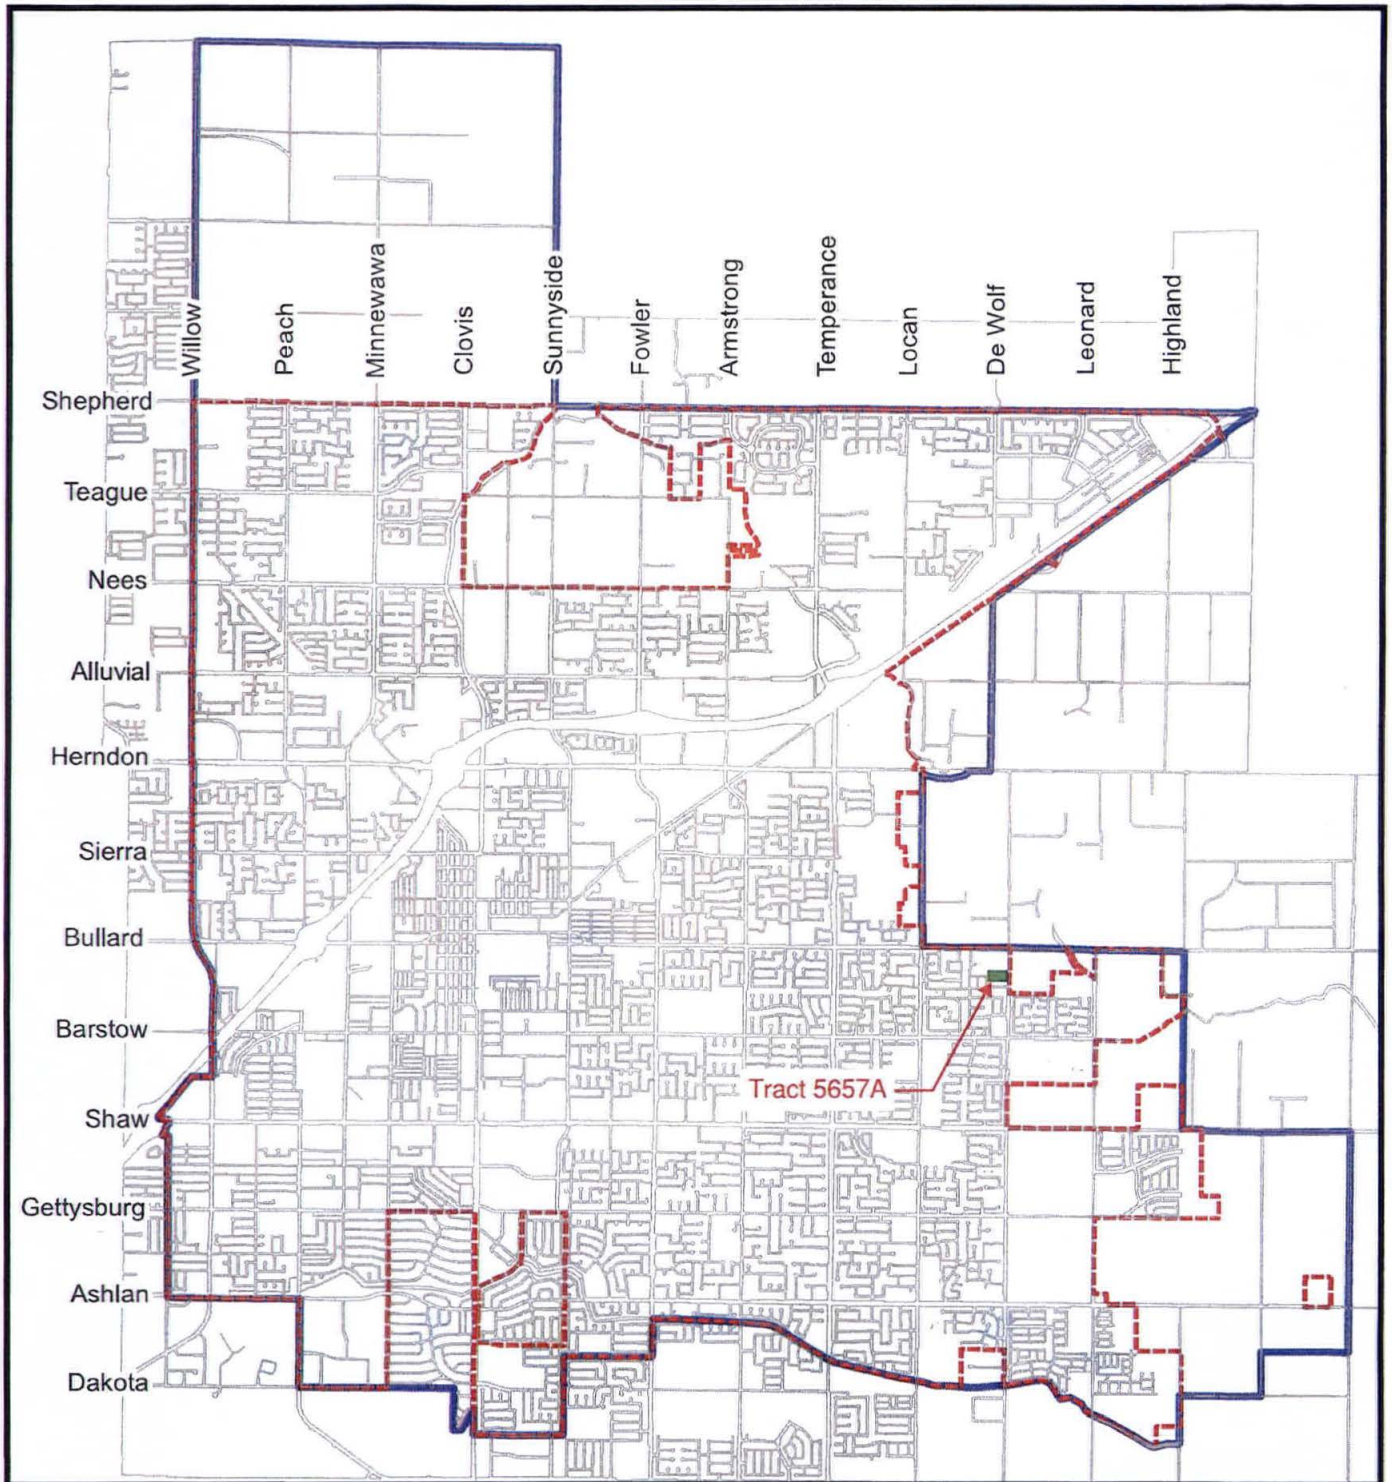 Willow
Peach
Minnewawa
Clovis
Sunnyside
Fowler
Armstrong
Temperance
Locan
De Wolf
Leonard
Highland
Shepherd
Teague
Nees
Alluvial
Herndon
Sierra
Bullard
Barstow
Tract 5657A
Shaw
Gettysburg
Ashlan
Dakota